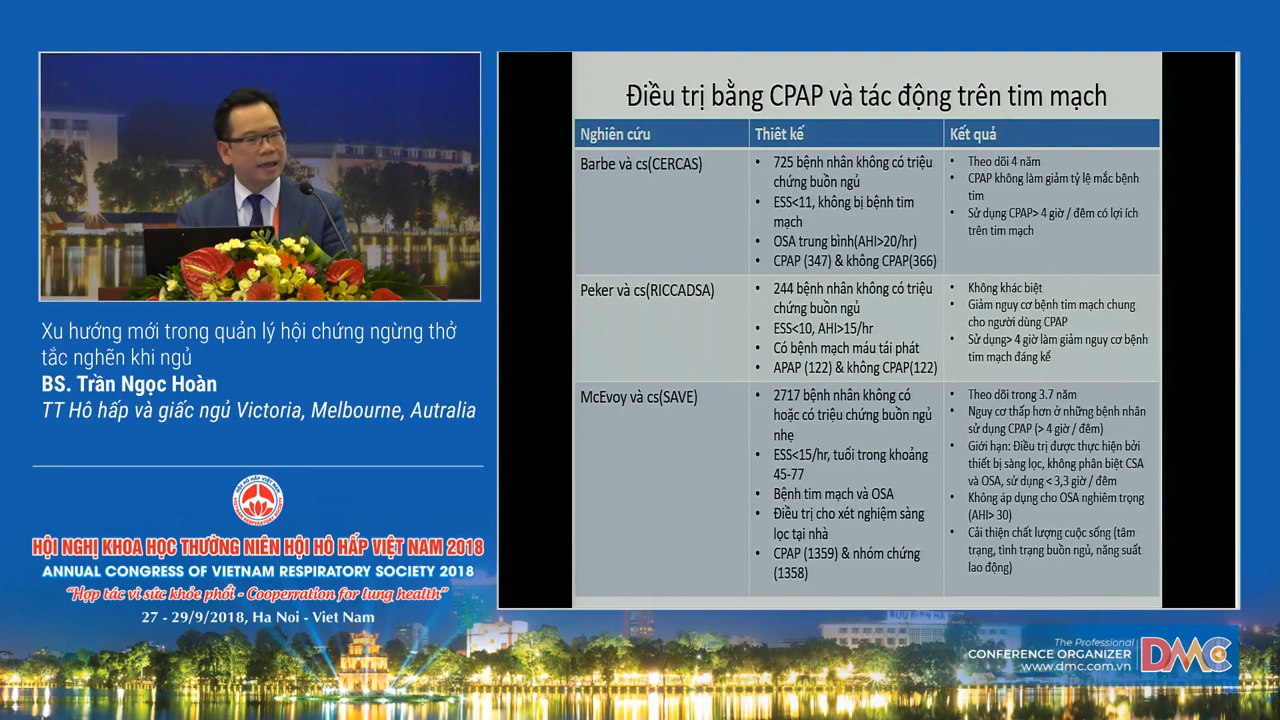 Xu hướng mới trong quản lý hội chứng ngừng thở
tắc nghẽn khi ngủ
BS. Trần Ngọc Hoàn
TT Hô hấp và giấc ngủ Victoria, Melbourne, Autralia
HỘI HÔ HẤP VIỆT NAM
VIETNAM RESPIRATORY SOCIETY
HỘI NGHỊ KHOA HỌC THƯỜNG NIÊN HỘI HÔ HẤP VIỆT NAM 2018
ANNUAL CONGRESS OF VIETNAM RESPIRATORY SOCIETY 2018
"Hợp tác vì sức khỏe phổi - Cooperration for lung health"
27 - 29/9/2018, Ha Noi - Viet Nam
Điều trị bằng CPAP và tác động trên tim mạch
Nghiên cứu
Thiêt kế
Kết quả
Barbe và cs(CERCAS)
• 725 bệnh nhân không có triệu
chứng buồn ngủ
• ESS<11, không bị bệnh tim
mạch
• OSA trung bình(AHI>20/hr)
• CPAP (347) & không CPAP(366)
• Theo dõi 4 năm
• CPAP không làm giảm tỷ lệ mắc bệnh
tim
• Sử dụng CPAP> 4 giờ / đêm có lợi ích
trên tim mạch
Peker và cs(RICCADSA)
• 244 bệnh nhân không có triệu
chứng buồn ngủ
• ESS<10, AHI>15/hr
• Có bệnh mạch máu tái phát
• APAP (122) & không CPAP(122)
• Không khác biệt
• Giảm nguy cơ bệnh tim mạch chung
cho người dùng CPAP
• Sử dụng> 4 giờ làm giảm nguy cơ bệnh
tim mạch đáng kể
McEvoy và cs(SAVE)
• 2717 bệnh nhân không có
hoặc có triệu chứng buồn ngủ
nhẹ
• ESS<15/hr, tuổi trong khoảng
45-77
• Bệnh tim mạch và OSA
• Điều trị cho xét nghiệm sàng
lọc tại nhà
• CPAP (1359) & nhóm chứng
(1358)
• Theo dõi trong 3.7 năm
• Nguy cơ thấp hơn ở những bệnh nhân
sử dụng CPAP (> 4 giờ / đêm)
• Giới hạn: Điều trị được thực hiện bởi
thiết bị sàng lọc, không phân biệt CSA
và OSA, sử dụng < 3,3 giờ / đêm
• Không áp dụng cho OSA nghiêm trọng
(AHI> 30)
• Cải thiện chất lượng cuộc sống (tâm
trạng, tình trạng buồn ngủ, năng suất
lao động)
BƯU ĐIỆN HÀ
The Professional
CONFERENCE ORGANIZER
www.dmc.com.vn
DMC